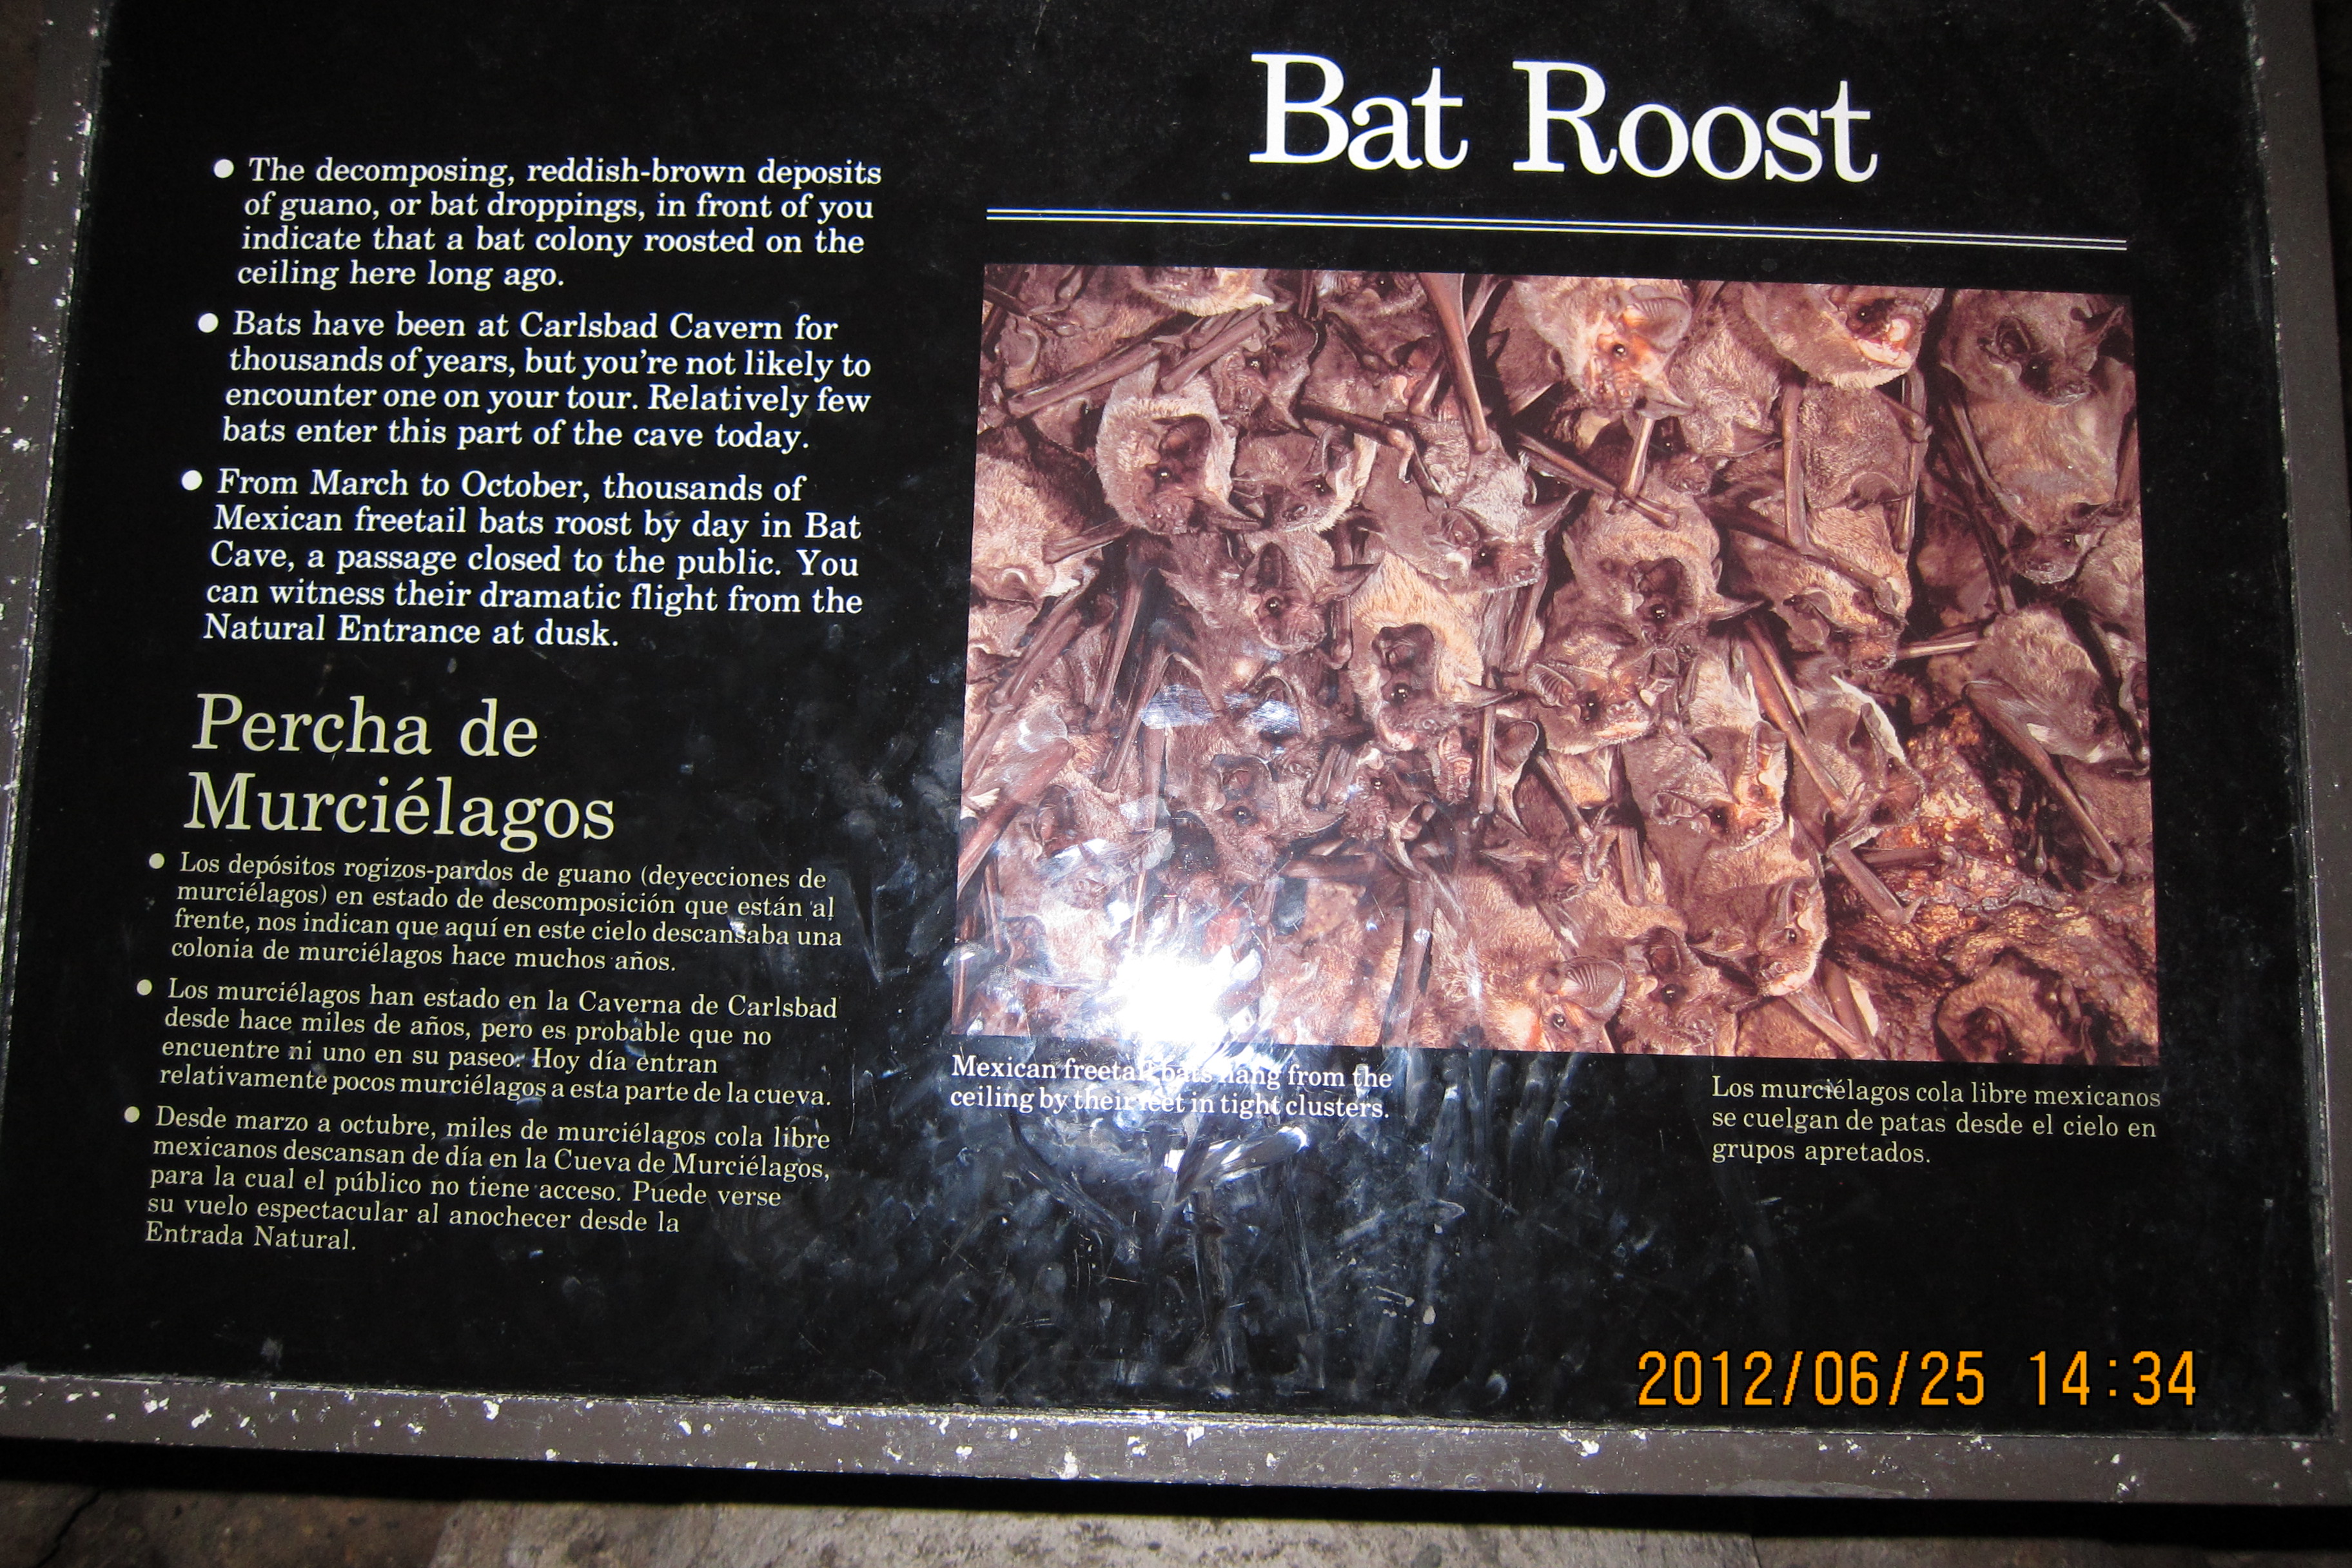 Bat Roost
● The decomposing, reddish-brown deposits
of guano, or bat droppings, in front of you
indicate that a bat colony roosted on the
ceiling here long ago.
● Bats have been at Carlsbad Cavern for
thousands of years, but you're not likely to
encounter one on your tour. Relatively few
bats enter this part of the cave today.
● From March to October, thousands of
Mexican freetail bats roost by day in Bat
Cave, a passage closed to the public. You
can witness their dramatic flight from the
Natural Entrance at dusk.
Percha de
Murciélagos
● Los depósitos rogizos-pardos de guano (deyecciones de
murciélagos) en estado de descomposición que están al
frente, nos indican que aquí en este cielo descansaba una
colonia de murciélagos hace muchos años.
● Los murciélagos han estado en la Caverna de Carlsbad
desde hace miles de años, pero es probable que no
encuentre ni uno en su paseo. Hoy día entran
relativamente pocos murciélagos a esta parte de la cueva.
● Desde marzo a octubre, miles de murciélagos cola libre
mexicanos descansan de día en la Cueva de Murciélagos,
para la cual el público no tiene acceso. Puede verse
su vuelo espectacular al anochecer desde la
Entrada Natural.
Mexican freetail bats hang from the
ceiling by their feet in tight clusters.
Los murciélagos cola libre mexicanos
se cuelgan de patas desde el cielo en
grupos apretados.
2012/06/25 14:34